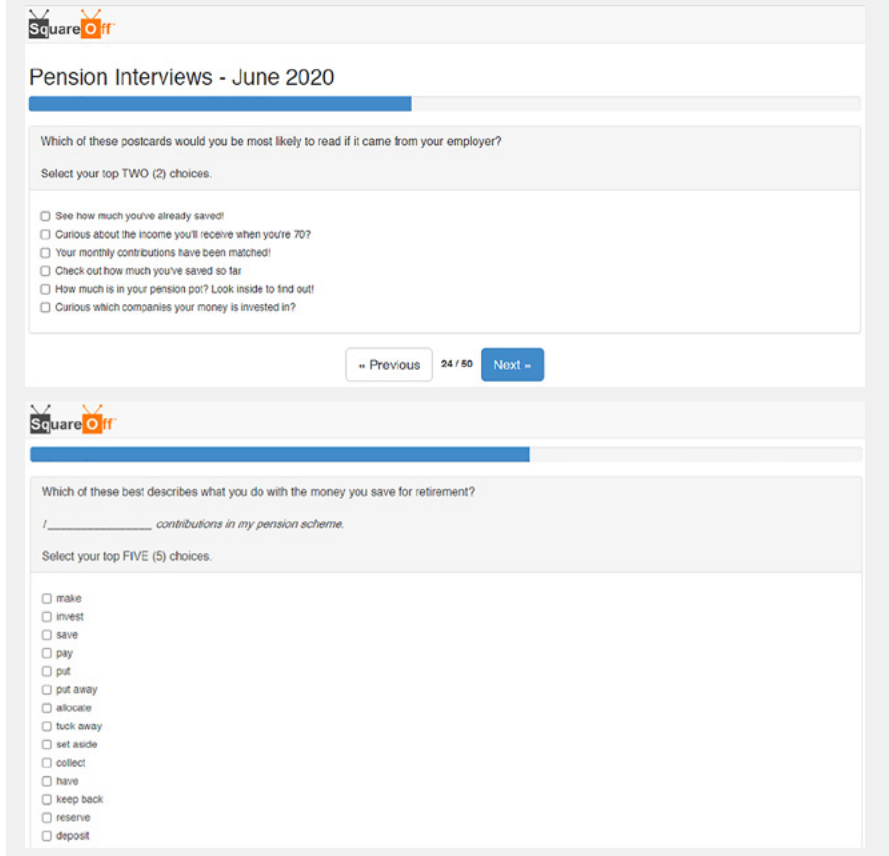 SquareOff™
Pension Interviews - June 2020
Which of these postcards would you be most likely to read if it came from your employer?
Select your top TWO (2) choices.
See how much you've already saved!
Curious about the income you'll receive when you're 70?
Your monthly contributions have been matched!
Check out how much you've saved so far
How much is in your pension pot? Look inside to find out!
Curious which companies your money is invested in?
« Previous 24 / 50 Next »
SquareOff™
Which of these best describes what you do with the money you save for retirement?
I________________ contributions in my pension scheme.
Select your top FIVE (5) choices.
make
invest
save
pay
put
put away
allocate
tuck away
set aside
collect
have
keep back
reserve
deposit